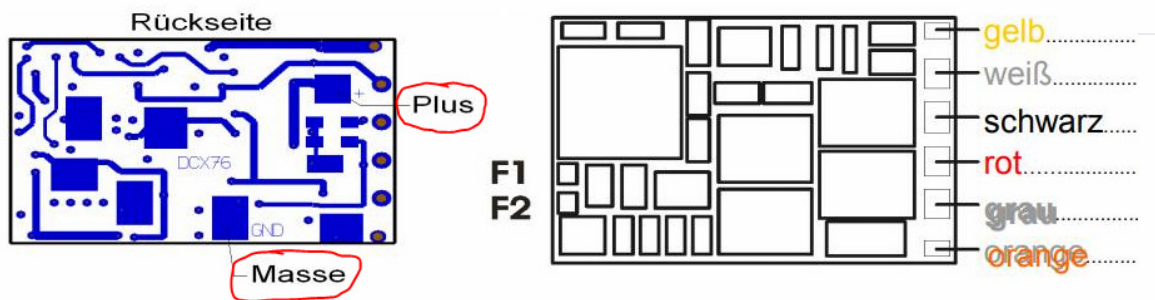 Rückseite
+
Plus
DCX76
GND
Masse
F1
F2
gelb....................
weiß....................
schwarz......
rot....................
grau....................
orange............